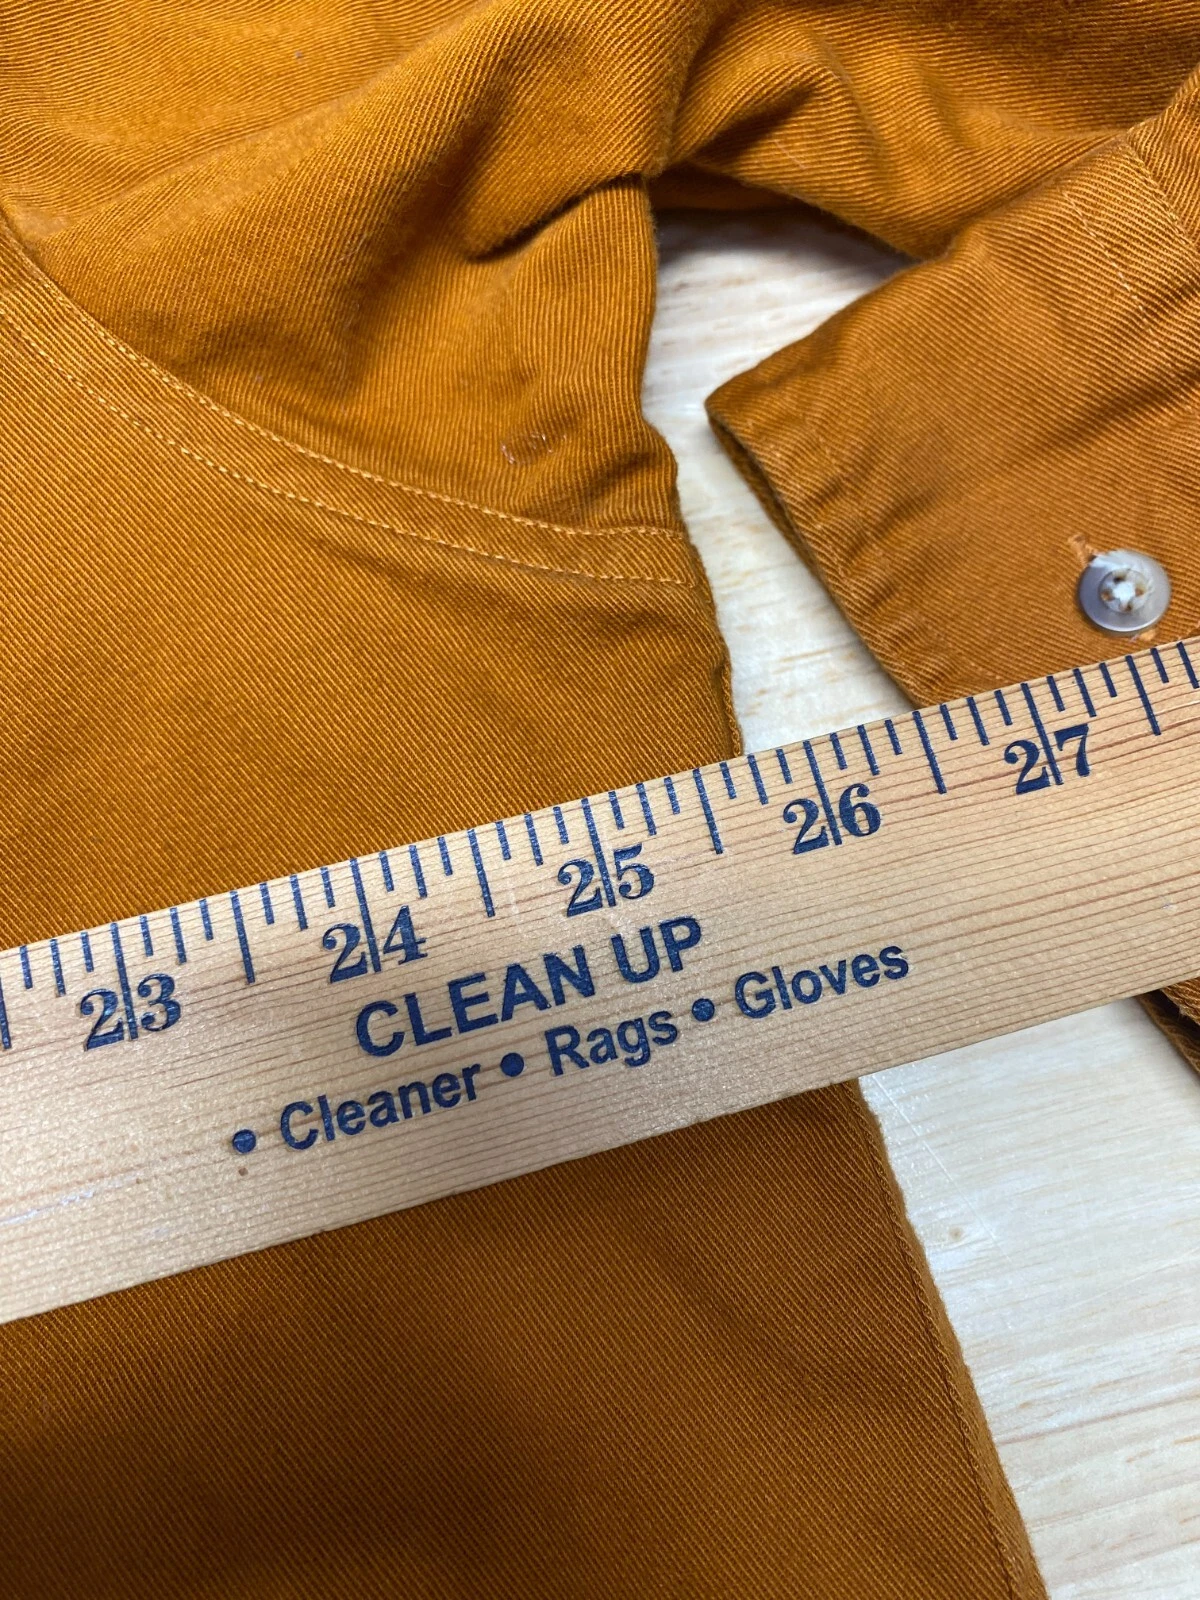 23 24 25 26 27
CLEAN UP
• Cleaner • Rags • Gloves